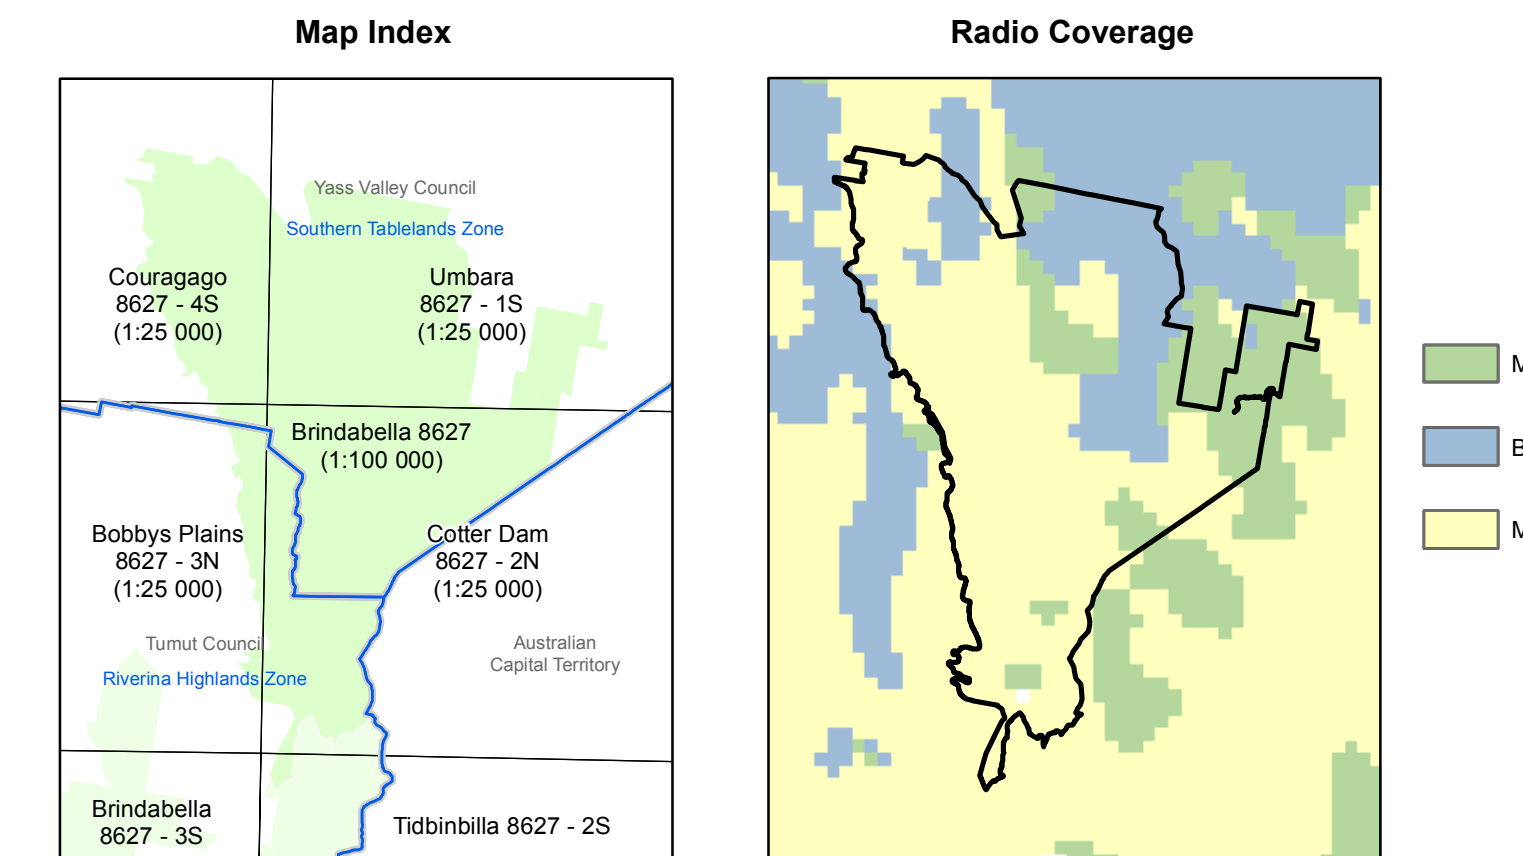 Map Index
Radio Coverage
Yass Valley Council
Southern Tablelands Zone
Couragago
8627 - 4S
(1:25 000)
Umbara
8627 - 1S
(1:25 000)
Brindabella 8627
(1:100 000)
Bobbys Plains
8627 - 3N
(1:25 000)
Cotter Dam
8627 - 2N
(1:25 000)
Tumut Council
Riverina Highlands Zone
Australian
Capital Territory
Brindabella
8627 - 3S
Tidbinbilla 8627 - 2S